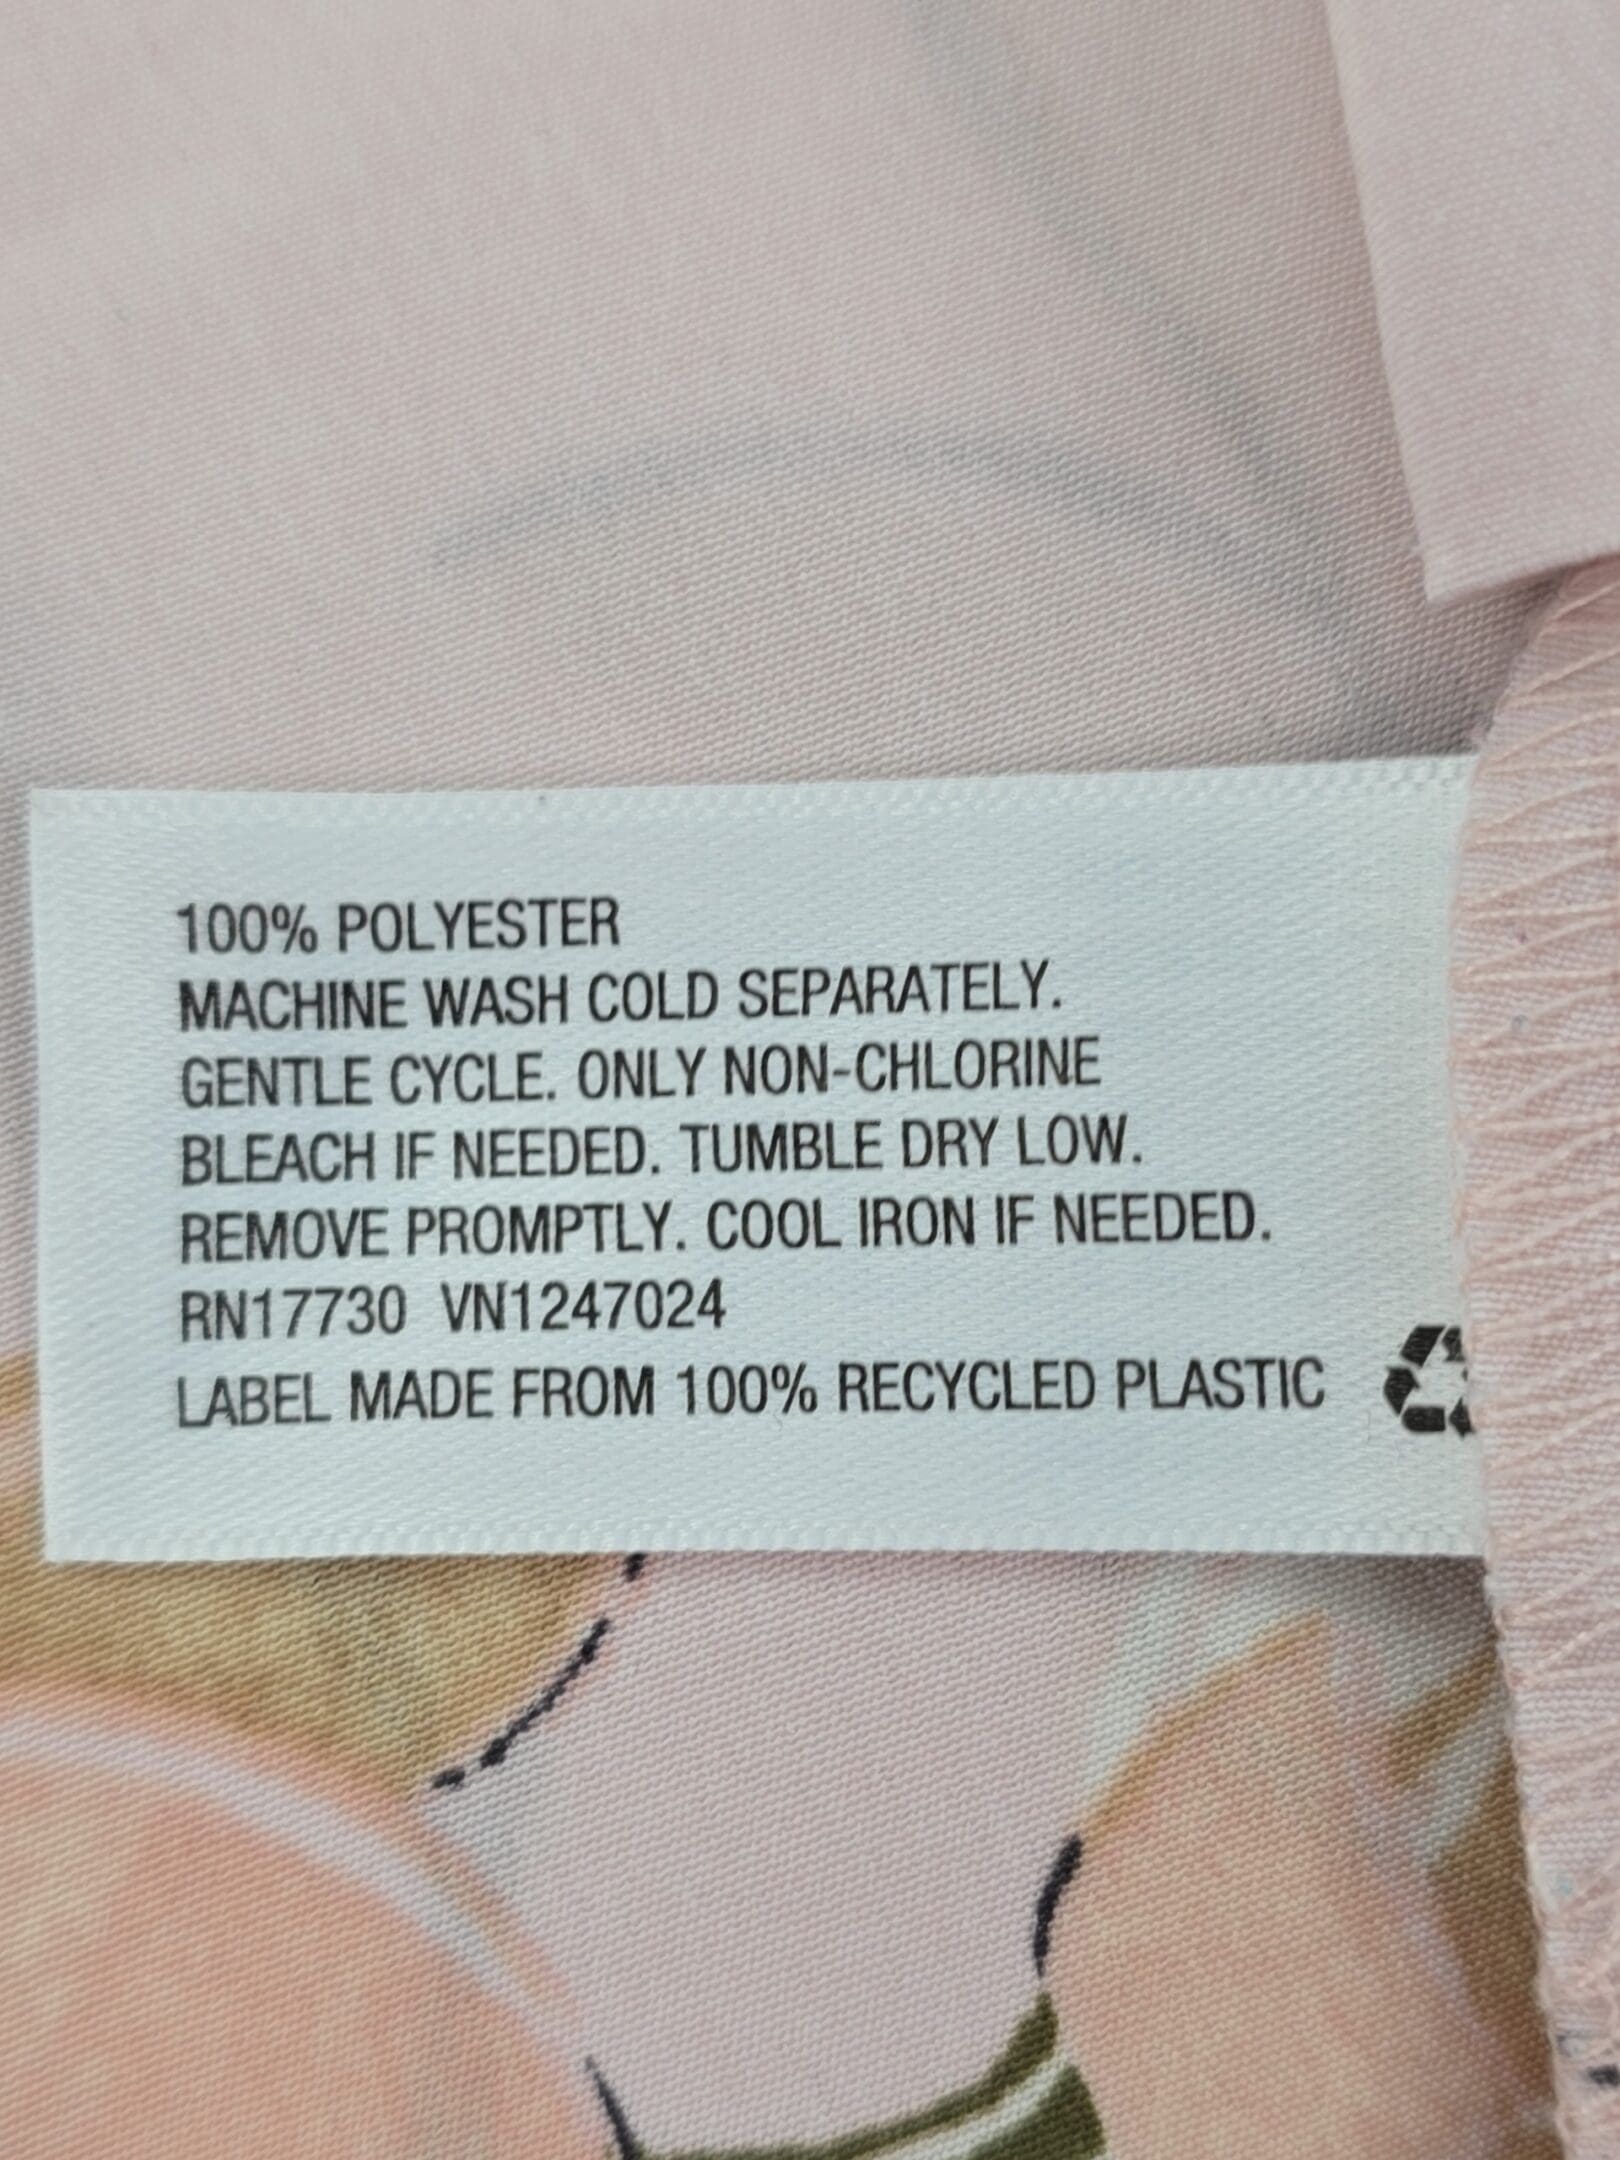 100% POLYESTER
MACHINE WASH COLD SEPARATELY.
GENTLE CYCLE. ONLY NON-CHLORINE
BLEACH IF NEEDED. TUMBLE DRY LOW.
REMOVE PROMPTLY. COOL IRON IF NEEDED.
RN17730 VN1247024
LABEL MADE FROM 100% RECYCLED PLASTIC